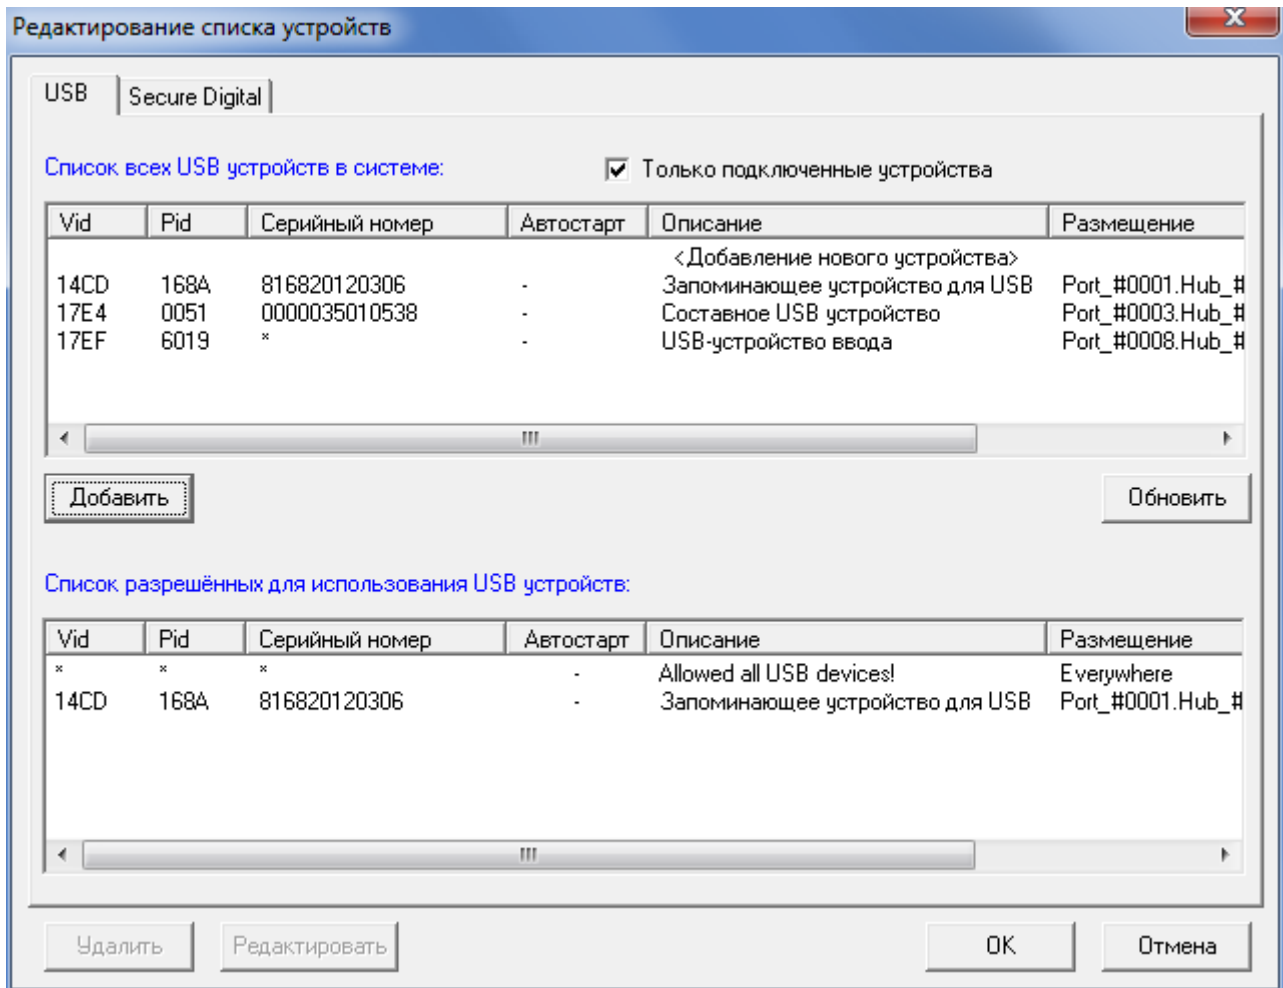 Редактирование списка устройств
USB Secure Digital
Список всех USB устройств в системе: Только подключенные устройства
Vid Pid Серийный номер Автостарт Описание Размещение
<Добавление нового устройства>
14CD 168A 816820120306 - Запоминающее устройство для USB Port_#0001.Hub_#
17E4 0051 0000035010538 - Составное USB устройство Port_#0003.Hub_#
17EF 6019 * - USB-устройство ввода Port_#0008.Hub_#
Добавить Обновить
Список разрешённых для использования USB устройств:
Vid Pid Серийный номер Автостарт Описание Размещение
* * * - Allowed all USB devices! Everywhere
14CD 168A 816820120306 - Запоминающее устройство для USB Port_#0001.Hub_#
Удалить Редактировать OK Отмена